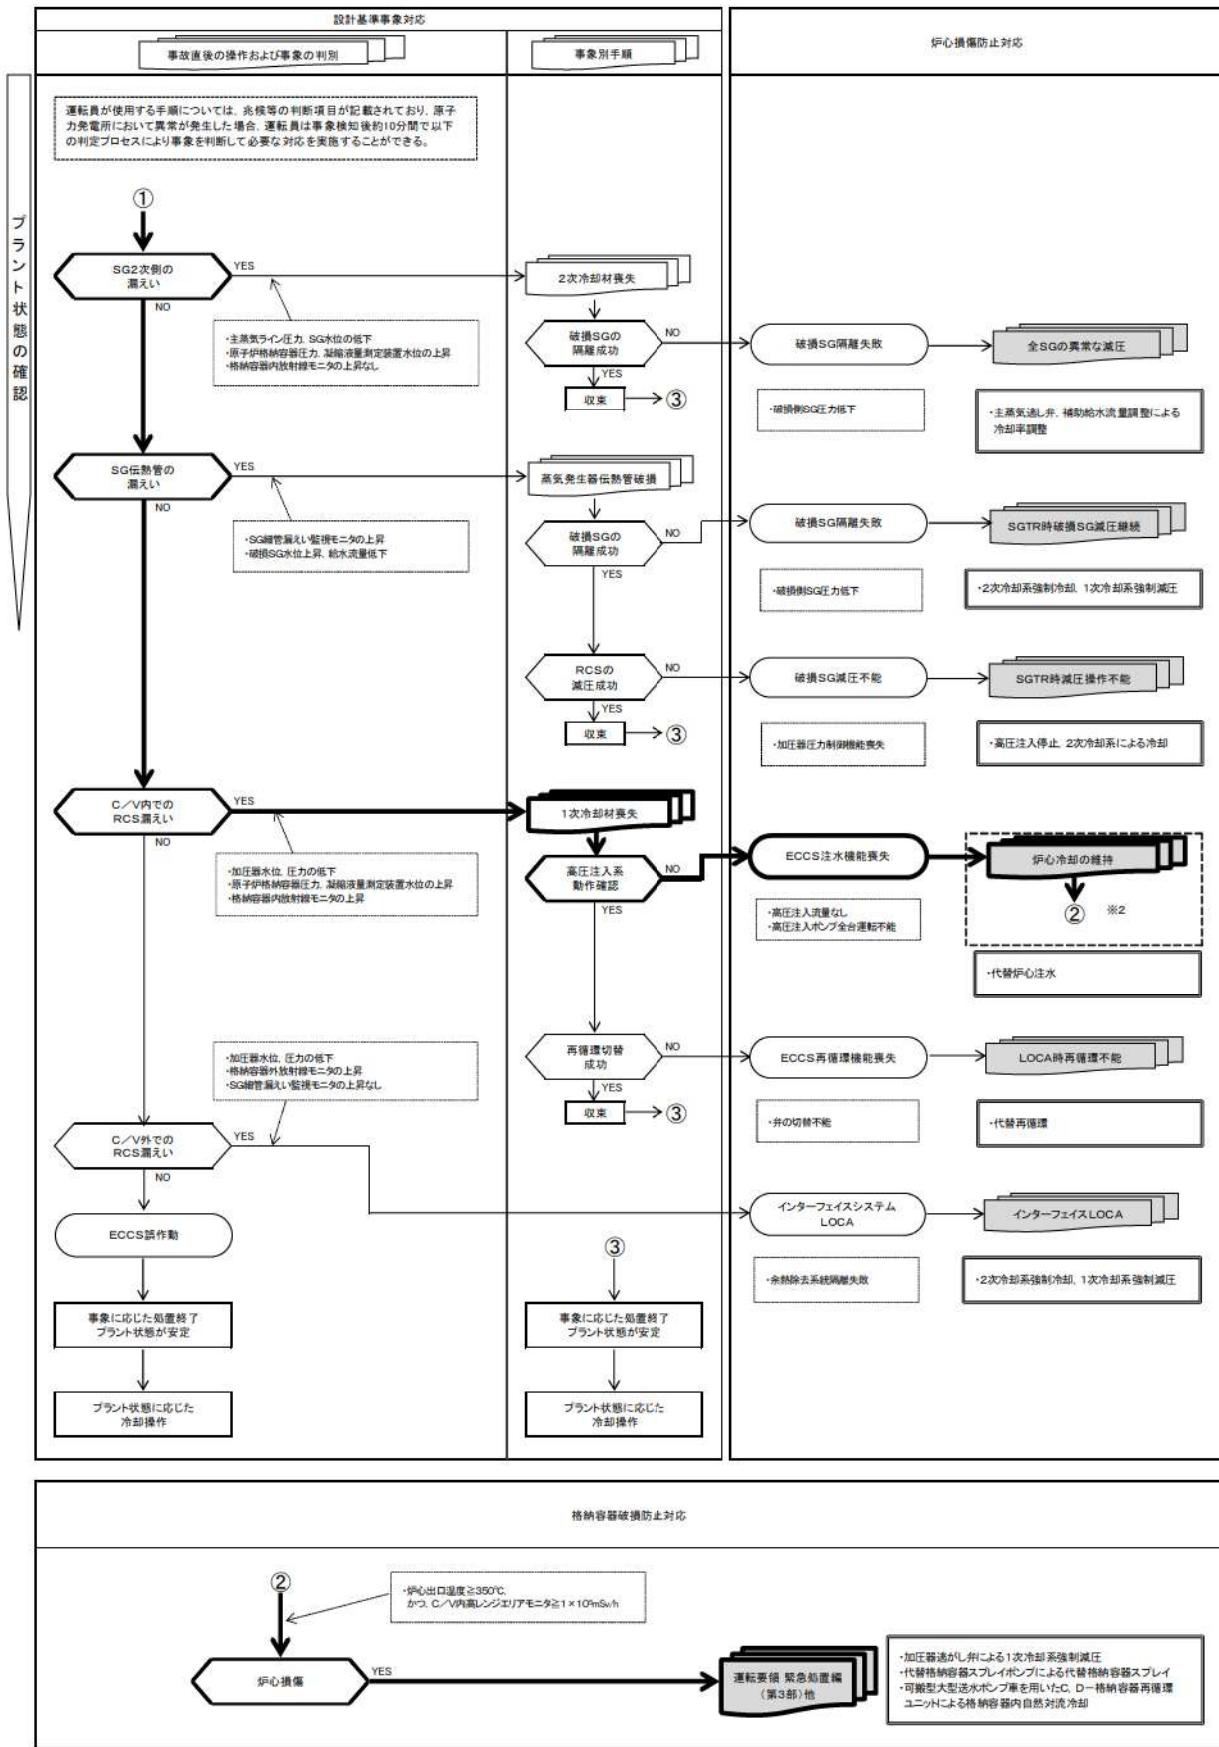 設計基準事象対応
事故直後の操作および事象の判別
事象別手順
炉心損傷防止対応
プラント状態の確認
運転員が使用する手順については、兆候等の判断項目が記載されており、原子
力発電所において異常が発生した場合、運転員は事象検知後約10分間で以下
の判定プロセスにより事象を判断して必要な対応を実施することができる。
①
SG2次側の
漏えい
YES
NO
・主蒸気ライン圧力、SG水位の低下
・原子炉格納容器圧力、凝縮液量測定装置水位の上昇
・格納容器内放射線モニタの上昇なし
2次冷却材喪失
破損SGの
隔離成功
NO
YES
収束
③
破損SG隔離失敗
・破損側SG圧力低下
全SGの異常な減圧
・主蒸気逃し弁、補助給水流量調整による
冷却率調整
SG伝熱管の
漏えい
YES
NO
・SG細管漏えい監視モニタの上昇
・破損SG水位上昇、給水流量低下
蒸気発生器伝熱管破損
破損SGの
隔離成功
NO
YES
破損SG隔離失敗
・破損側SG圧力低下
SGTR時破損SG減圧継続
・2次冷却系強制冷却、1次冷却系強制減圧
RCSの
減圧成功
NO
YES
収束
③
破損SG減圧不能
・加圧器圧力制御機能喪失
SGTR時減圧操作不能
・高圧注入停止、2次冷却系による冷却
C/V内での
RCS漏えい
YES
NO
・加圧器水位、圧力の低下
・原子炉格納容器圧力、凝縮液量測定装置水位の上昇
・格納容器内放射線モニタの上昇
1次冷却材喪失
高圧注入系
動作確認
NO
YES
ECCS注水機能喪失
・高圧注入流量なし
・高圧注入ポンプ全台運転不能
炉心冷却の維持
② ※2
・代替炉心注水
・加圧器水位、圧力の低下
・格納容器外放射線モニタの上昇
・SG細管漏えい監視モニタの上昇なし
再循環切替
成功
NO
YES
収束
③
ECCS再循環機能喪失
・弁の切替不能
LOCA時再循環不能
・代替再循環
C/V外での
RCS漏えい
YES
NO
インターフェイスシステム
LOCA
・余熱除去系統隔離失敗
インターフェイスLOCA
・2次冷却系強制冷却、1次冷却系強制減圧
ECCS誤作動
事象に応じた処置終了
プラント状態が安定
プラント状態に応じた
冷却操作
③
事象に応じた処置終了
プラント状態が安定
プラント状態に応じた
冷却操作
格納容器破損防止対応
②
・炉心出口温度≧350℃、
かつ、C/V内高レンジエリアモニタ≧1×10⁵mSv/h
炉心損傷
YES
運転要領 緊急処置編
(第3部)他
・加圧器逃がし弁による1次冷却系強制減圧
・代替格納容器スプレイポンプによる代替格納容器スプレイ
・可搬型大型送水ポンプ車を用いたC、D-格納容器再循環
ユニットによる格納容器内自然対流冷却